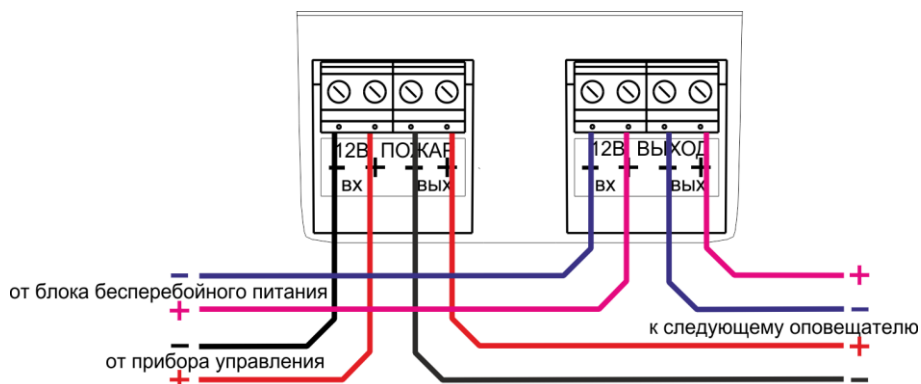 12В ПОЖАР
- + - +
вх вых
12В ВЫХОД
- + - +
вх вых
- +
от блока бесперебойного питания
+ -
к следующему оповещателю
- +
от прибора управления
+ -